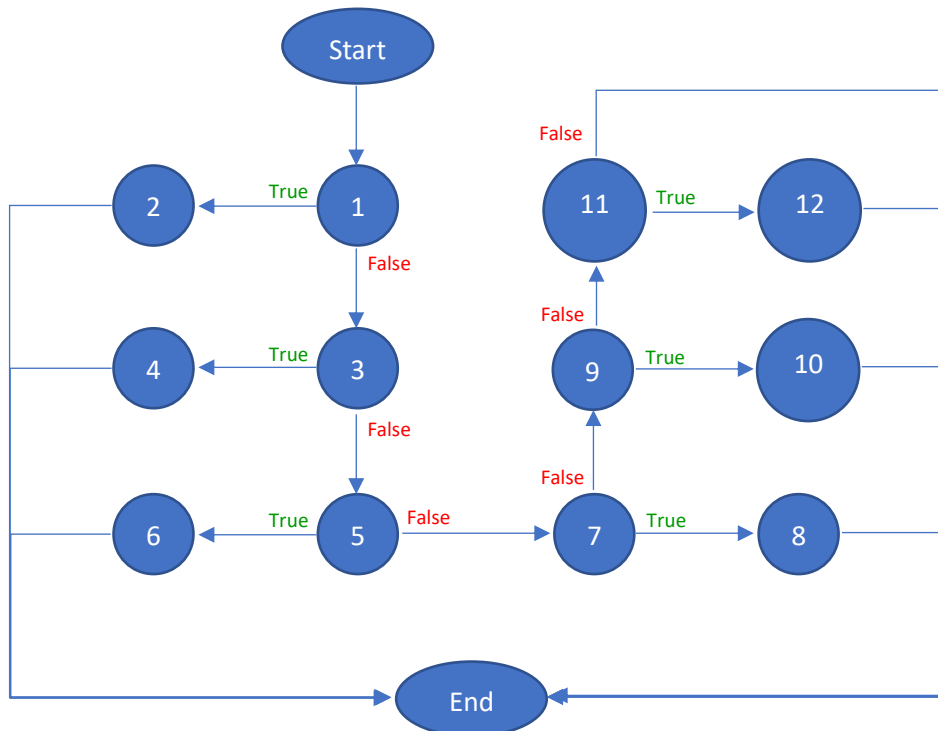 Start
False
2
True
1
11
True
12
False
False
4
True
3
9
True
10
False
False
6
True
5
False
7
True
8
End